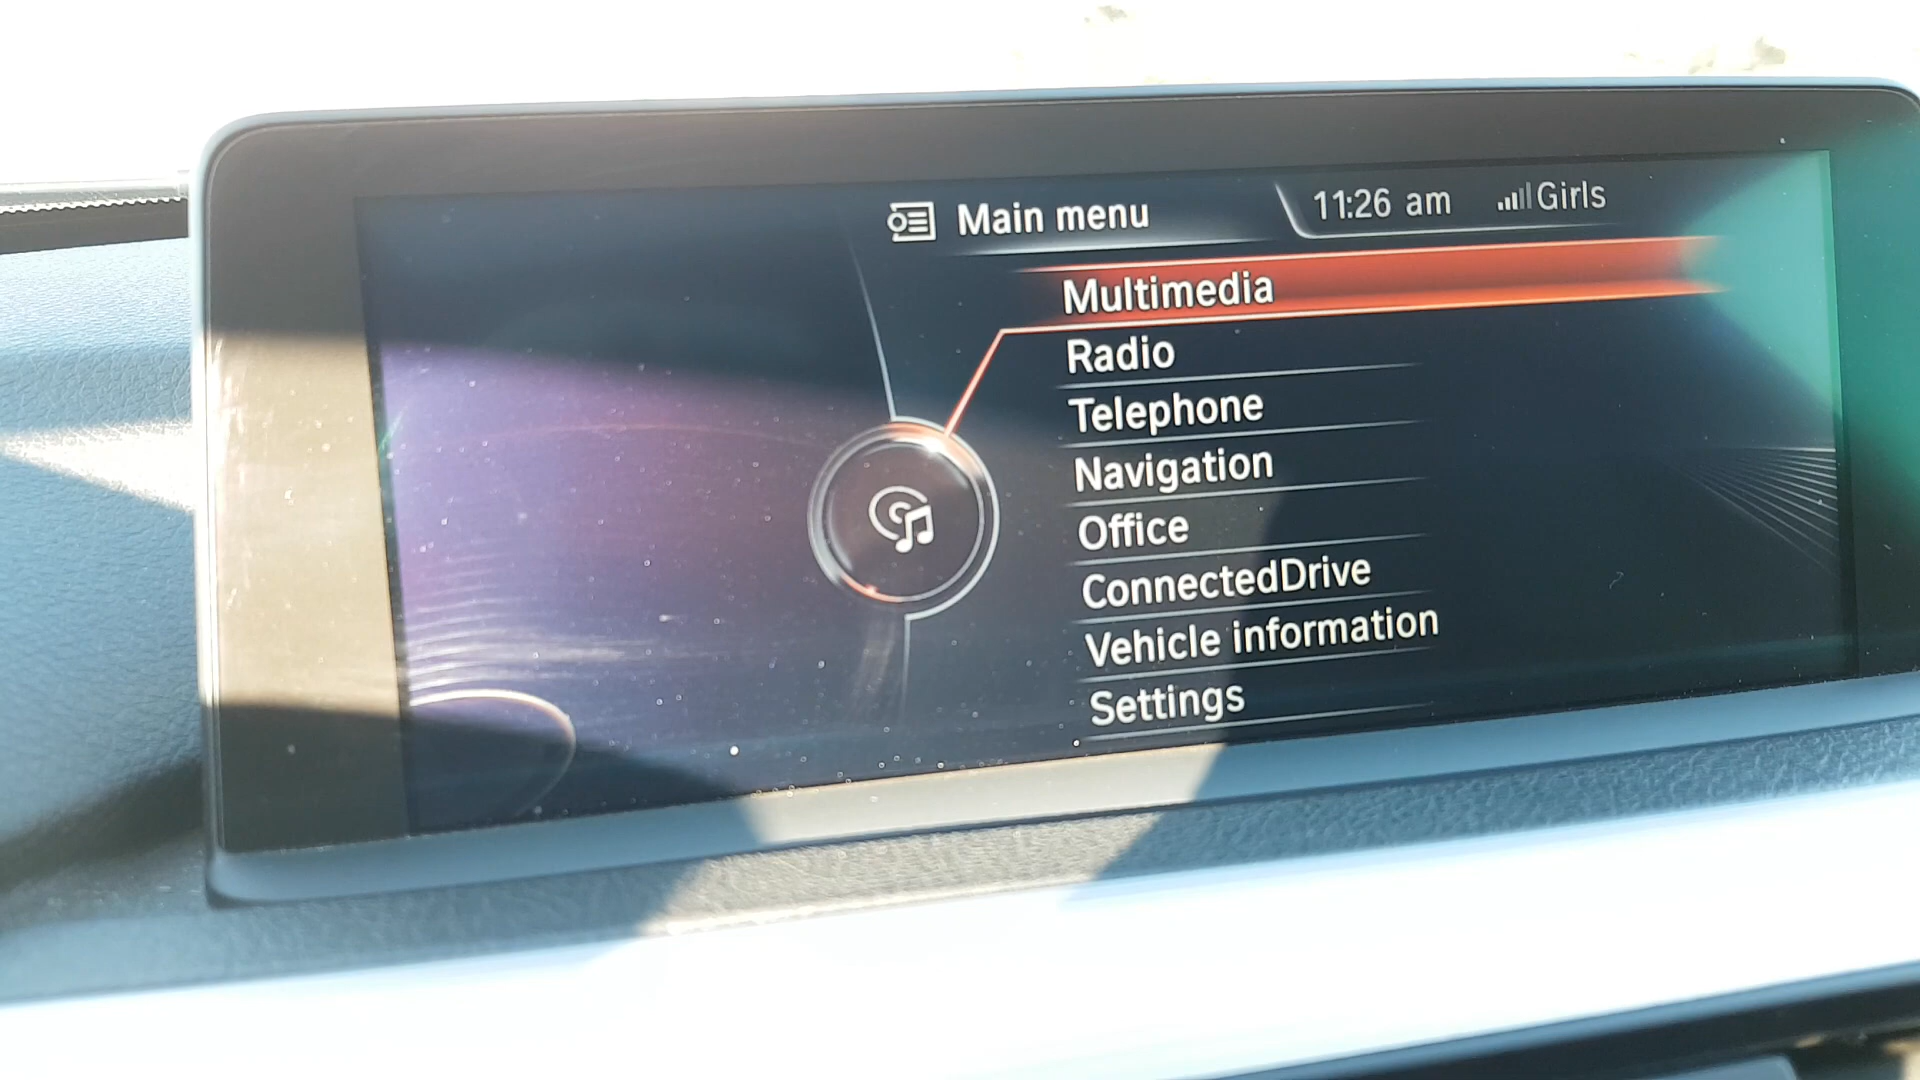 Main menu 11:26 am Girls
Multimedia
Radio
Telephone
Navigation
Office
ConnectedDrive
Vehicle information
Settings